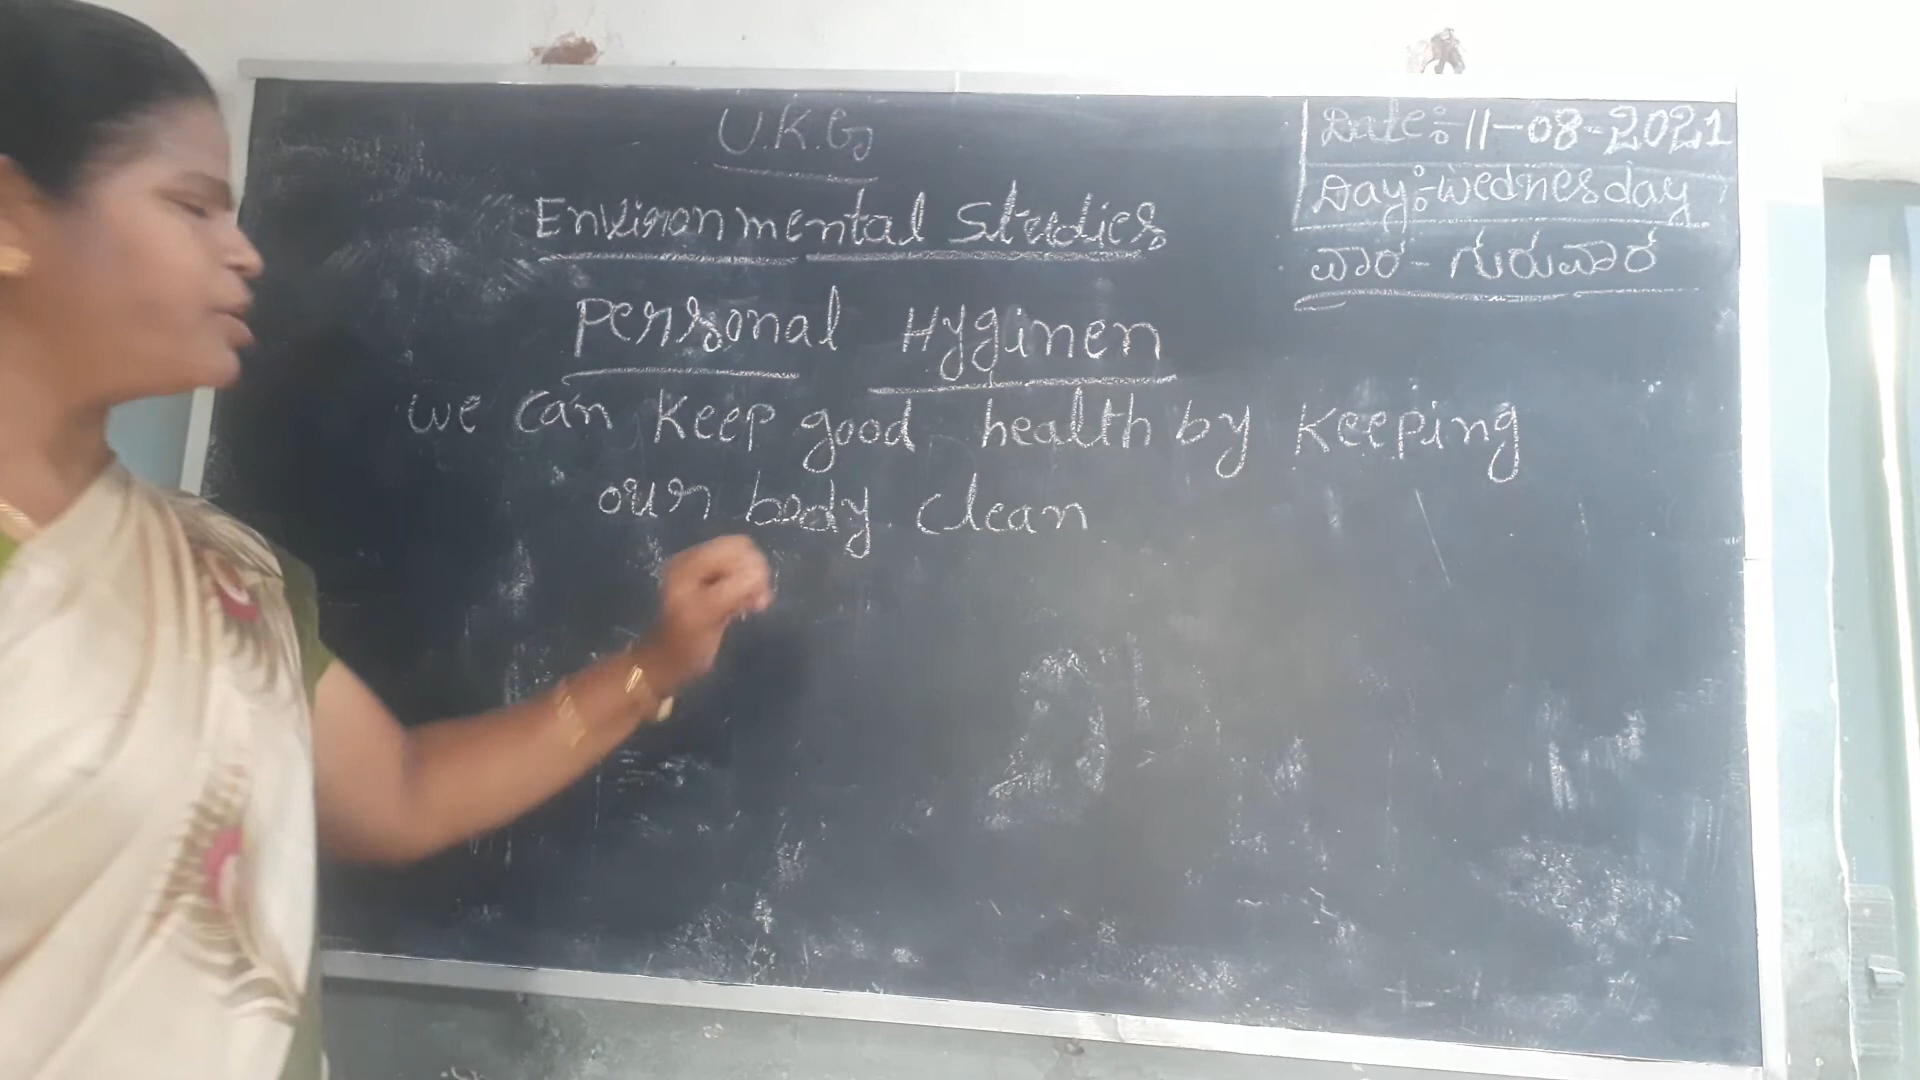 U.K.G
Date:-11-08-2021
Day:-Wednesday
ವಾರ- ಗುರುವಾರ
Environmental Studies
Personal Hyginen
we can keep good health by keeping
our body clean